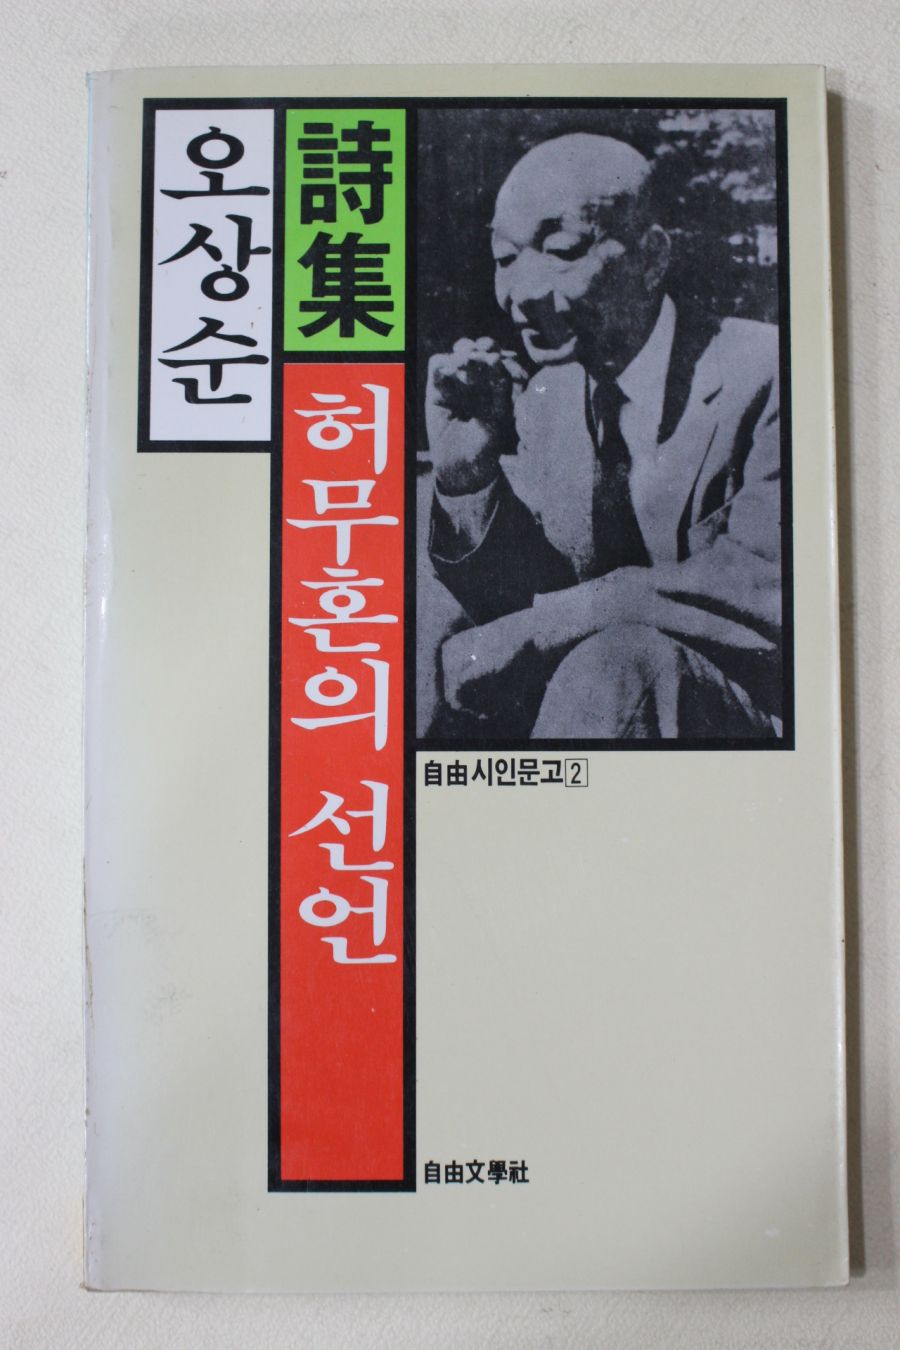 오상순
詩集
허무혼의 선언
自由시인문고2
自由文學社